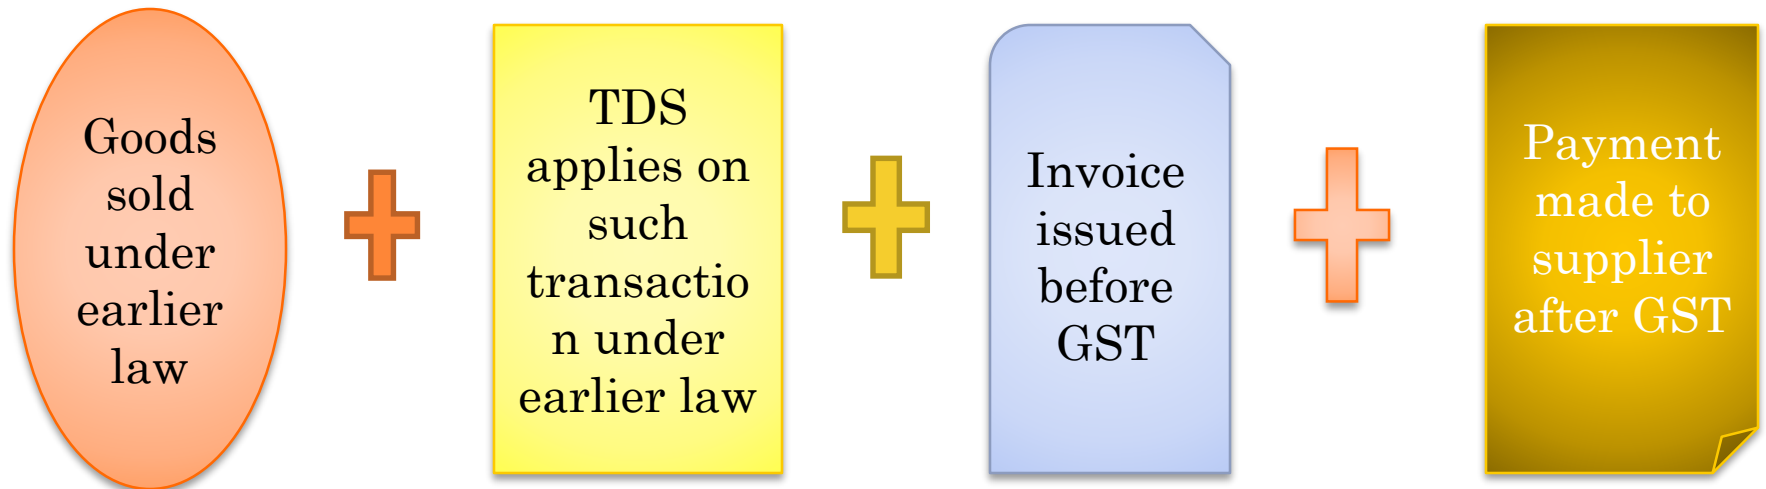 Goods
sold
under
earlier
law
TDS
applies on
such
transactio
n under
earlier law
Invoice
issued
before
GST
Payment
made to
supplier
after GST